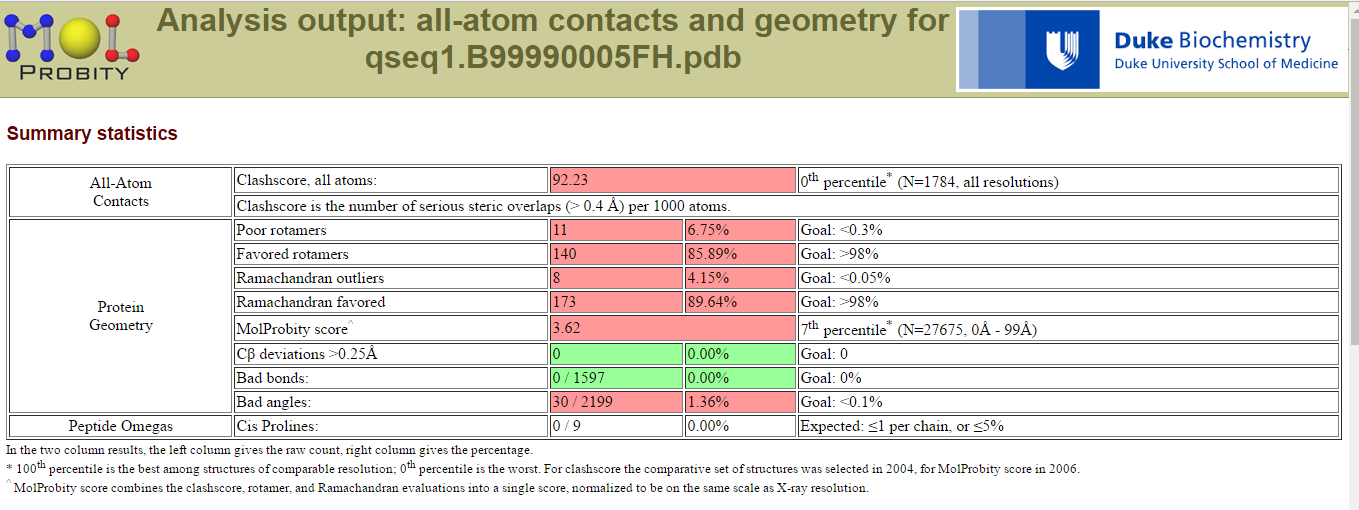 MOL
PROBITY
Analysis output: all-atom contacts and geometry for
qseq1.B99990005FH.pdb
Duke Biochemistry
Duke University School of Medicine
Summary statistics
All-Atom Contacts Clashscore, all atoms: 92.23 0th percentile* (N=1784, all resolutions)
Clashscore is the number of serious steric overlaps (> 0.4 Å) per 1000 atoms.
Protein Geometry Poor rotamers 11 6.75% Goal: <0.3%
Favored rotamers 140 85.89% Goal: >98%
Ramachandran outliers 8 4.15% Goal: <0.05%
Ramachandran favored 173 89.64% Goal: >98%
MolProbity score^ 3.62 7th percentile* (N=27675, 0Å - 99Å)
Cβ deviations >0.25Å 0 0.00% Goal: 0
Bad bonds: 0 / 1597 0.00% Goal: 0%
Bad angles: 30 / 2199 1.36% Goal: <0.1%
Peptide Omegas Cis Prolines: 0 / 9 0.00% Expected: ≤1 per chain, or ≤5%
In the two column results, the left column gives the raw count, right column gives the percentage.
* 100th percentile is the best among structures of comparable resolution; 0th percentile is the worst. For clashscore the comparative set of structures was selected in 2004, for MolProbity score in 2006.
^ MolProbity score combines the clashscore, rotamer, and Ramachandran evaluations into a single score, normalized to be on the same scale as X-ray resolution.